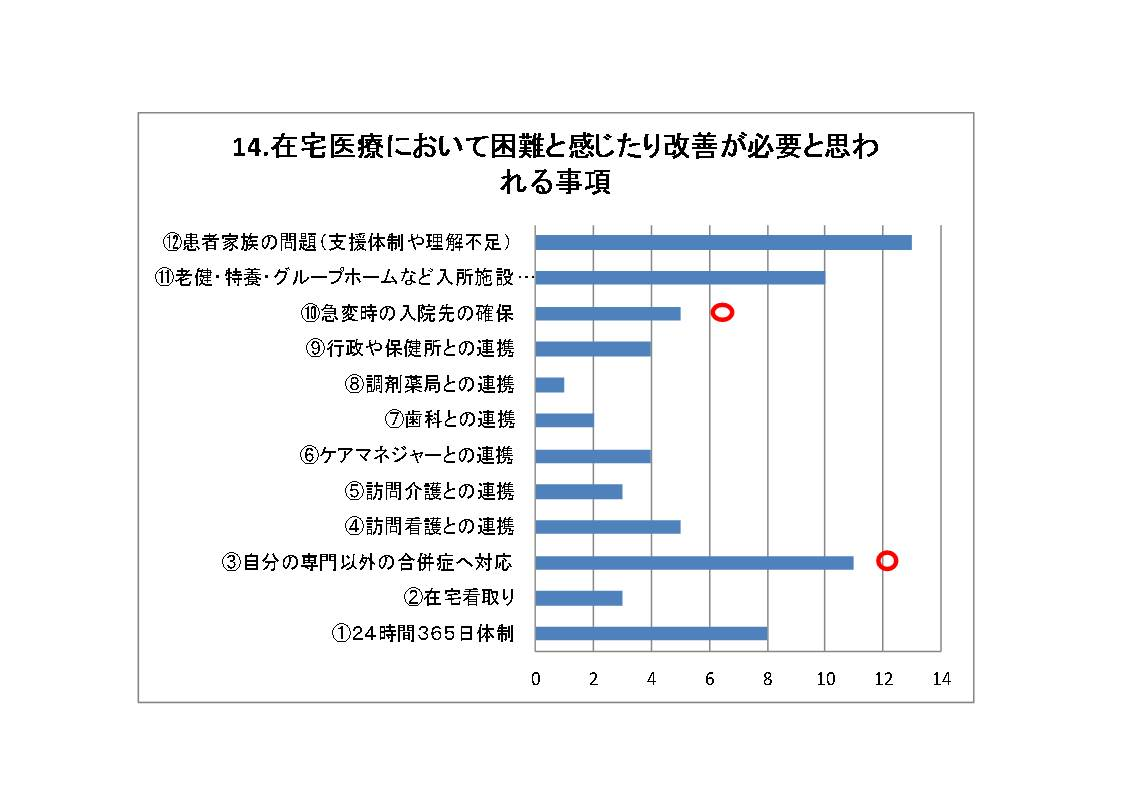 14.在宅医療において困難と感じたり改善が必要と思わ
れる事項
⑫患者家族の問題(支援体制や理解不足)
⑪老健・特養・グループホームなど入所施設…
⑩急変時の入院先の確保
⑨行政や保健所との連携
⑧調剤薬局との連携
⑦歯科との連携
⑥ケアマネジャーとの連携
⑤訪問介護との連携
④訪問看護との連携
③自分の専門以外の合併症へ対応
②在宅看取り
①24時間365日体制
0 2 4 6 8 10 12 14